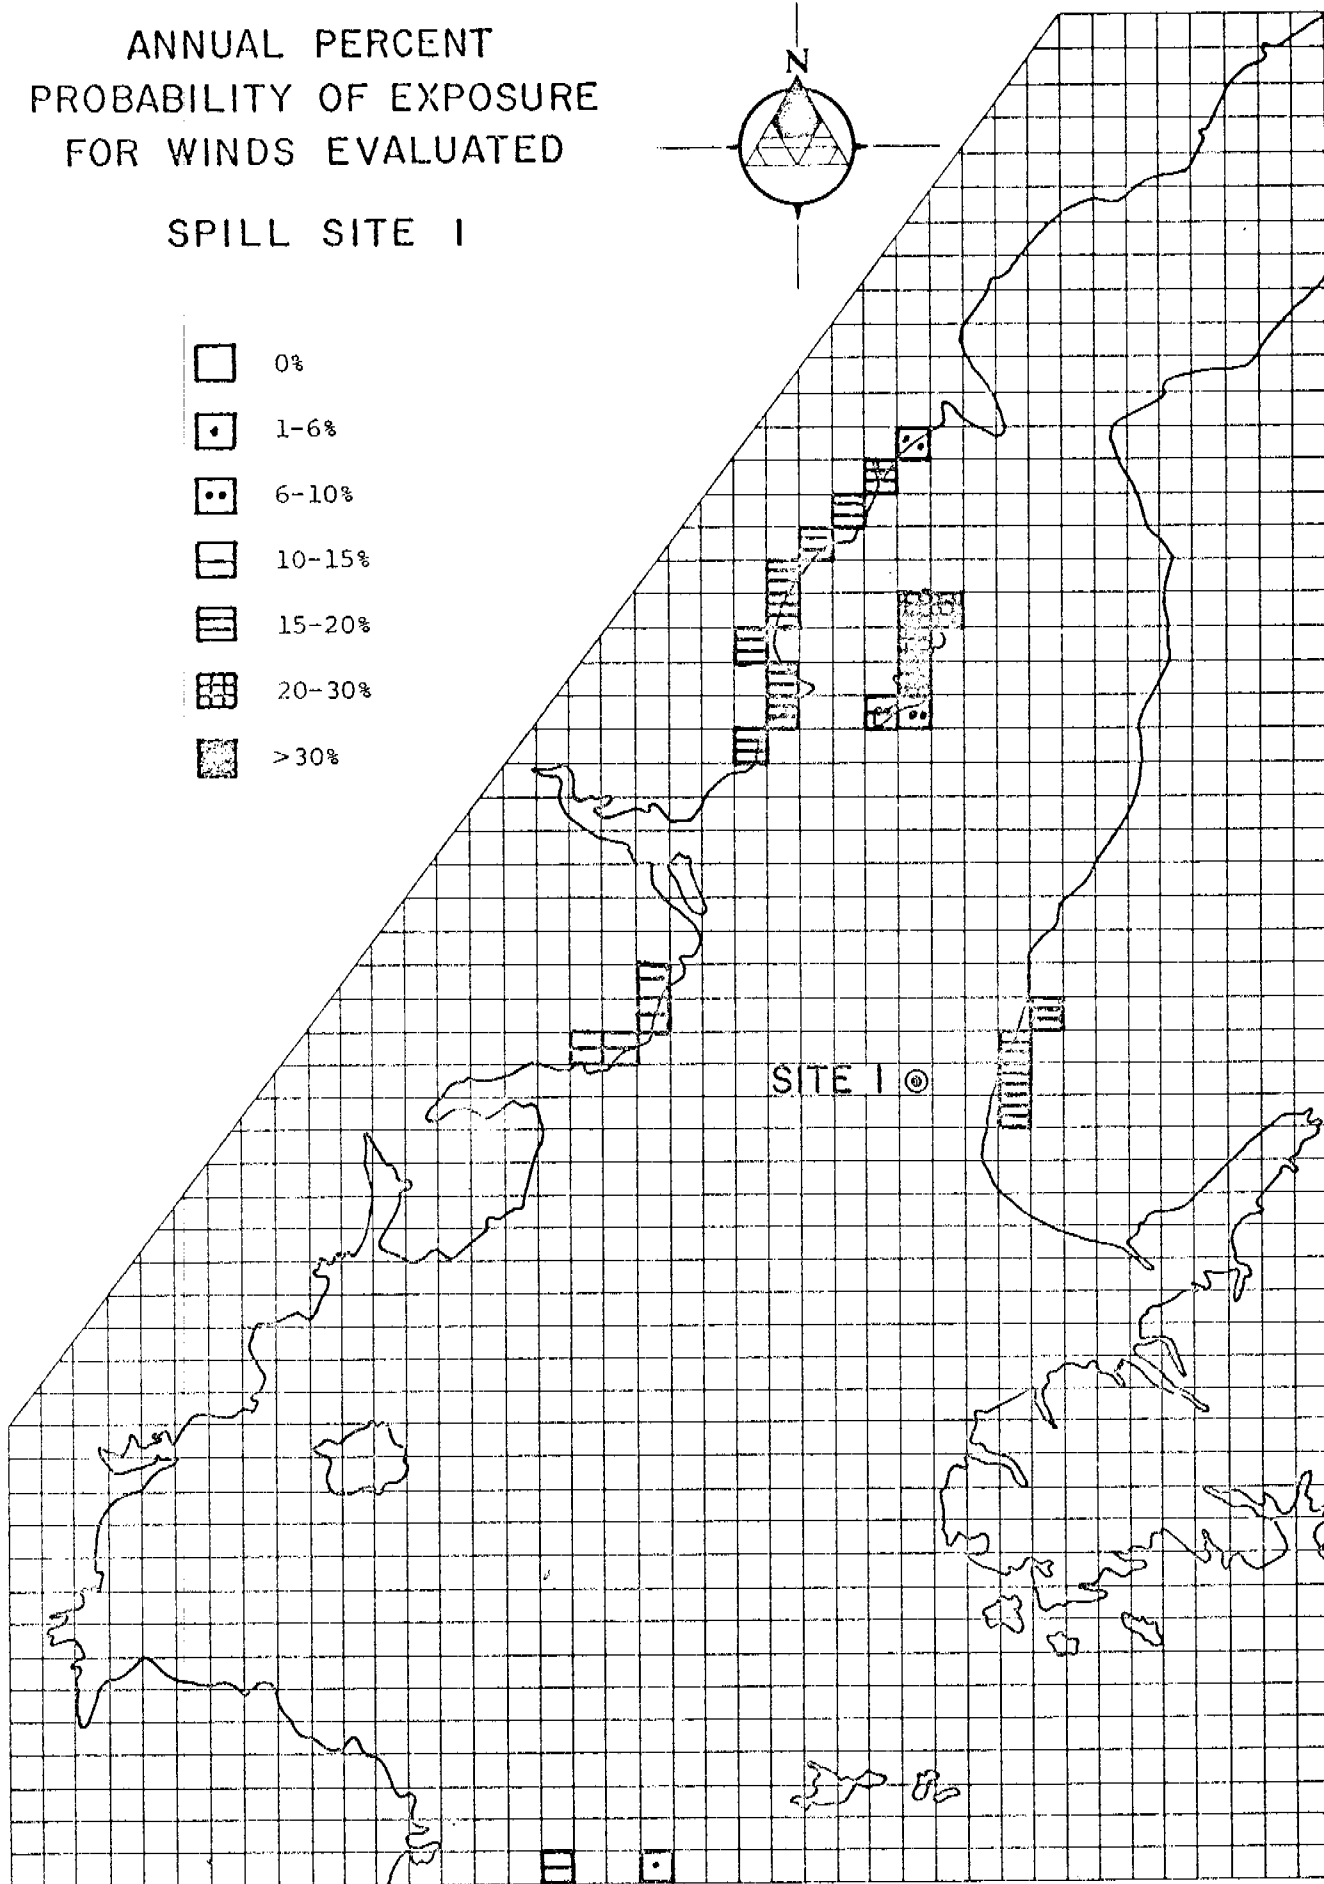 ANNUAL PERCENT
PROBABILITY OF EXPOSURE
FOR WINDS EVALUATED
SPILL SITE I
N
0%
1-6%
6-10%
10-15%
15-20%
20-30%
>30%
SITE I